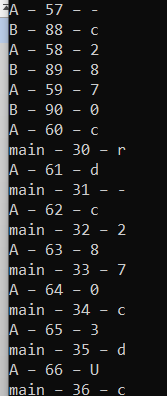 A - 57 - -
B - 88 - c
A - 58 - 2
B - 89 - 8
A - 59 - 7
B - 90 - 0
A - 60 - c
main - 30 - r
A - 61 - d
main - 31 - -
A - 62 - c
main - 32 - 2
A - 63 - 8
main - 33 - 7
A - 64 - 0
main - 34 - c
A - 65 - 3
main - 35 - d
A - 66 - U
main - 36 - c